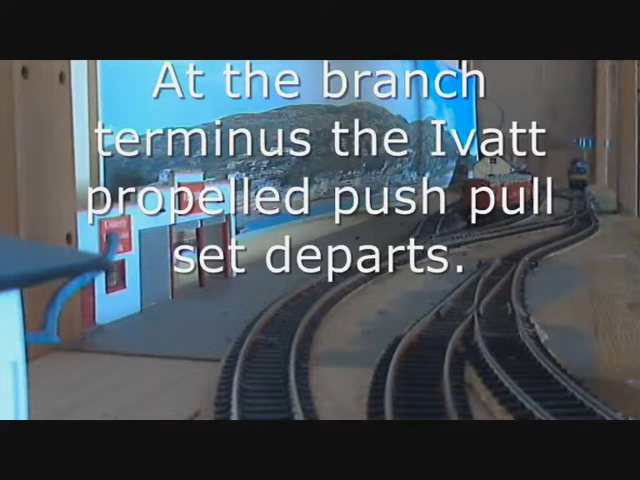 At the branch
terminus the Ivatt
propelled push pull
set departs.